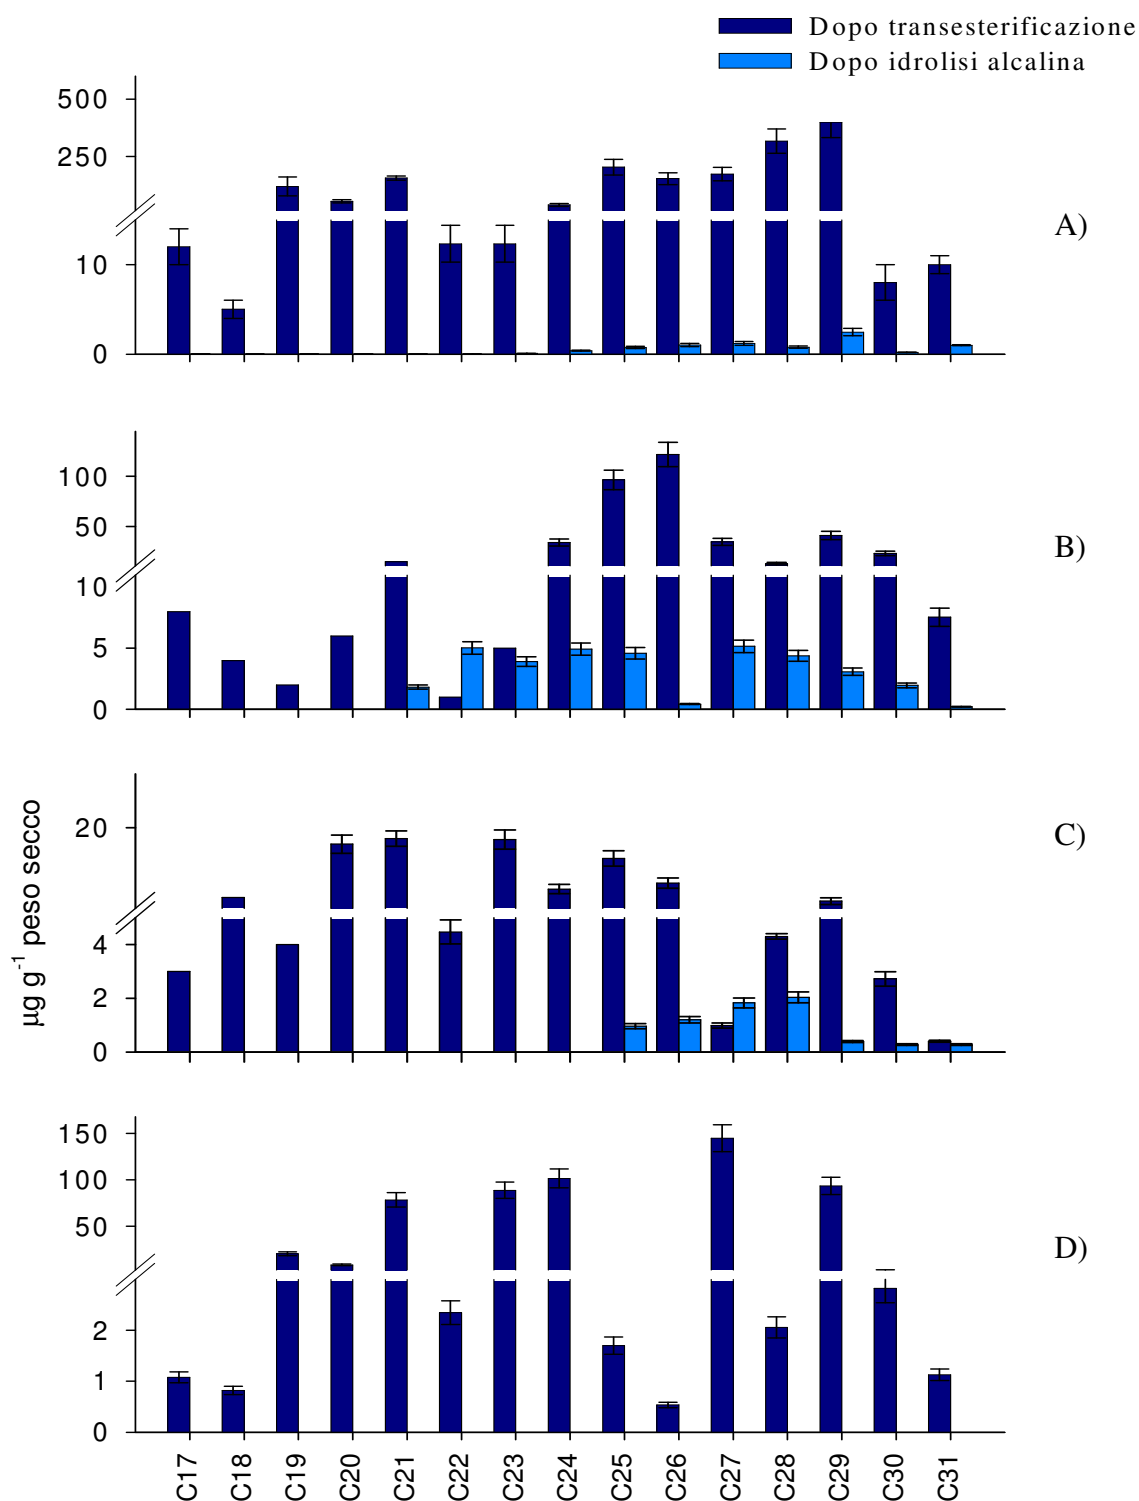 Dopo transesterificazione
Dopo idrolisi alcalina
500
250
10
0
A)
100
50
10
5
0
B)
20
4
2
0
C)
µg g-1 peso secco
150
100
50
2
1
0
D)
C17 C18 C19 C20 C21 C22 C23 C24 C25 C26 C27 C28 C29 C30 C31